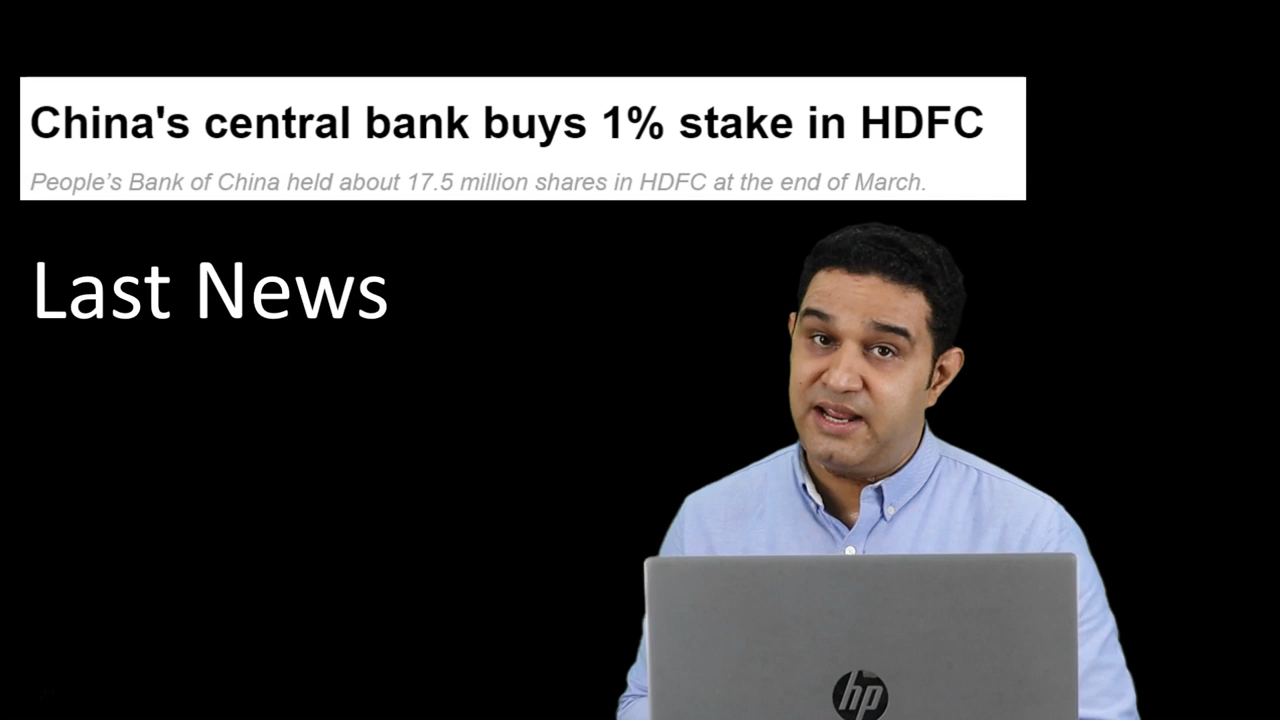 China's central bank buys 1% stake in HDFC
People's Bank of China held about 17.5 million shares in HDFC at the end of March.
Last News
hp